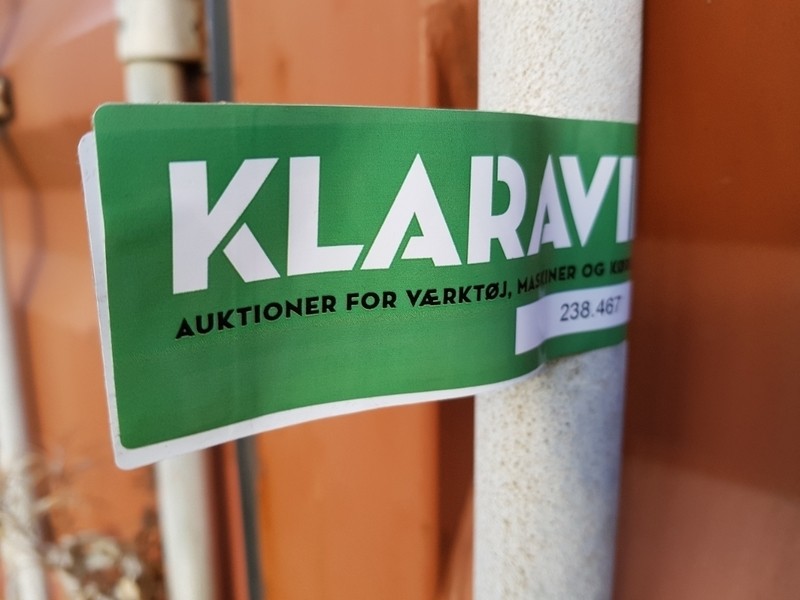 KLARAVI
AUKTIONER FOR VÆRKTØJ, MASKINER OG
238.467